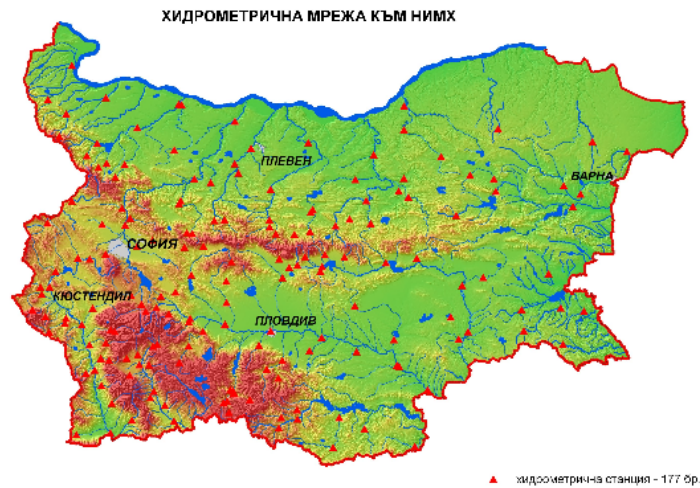 ХИДРОМЕТРИЧНА МРЕЖА КЪМ НИМХ
ПЛЕВЕН
ВАРНА
СОФИЯ
КЮСТЕНДИЛ
ПЛОВДИВ
хидрометрична станция - 177 бр